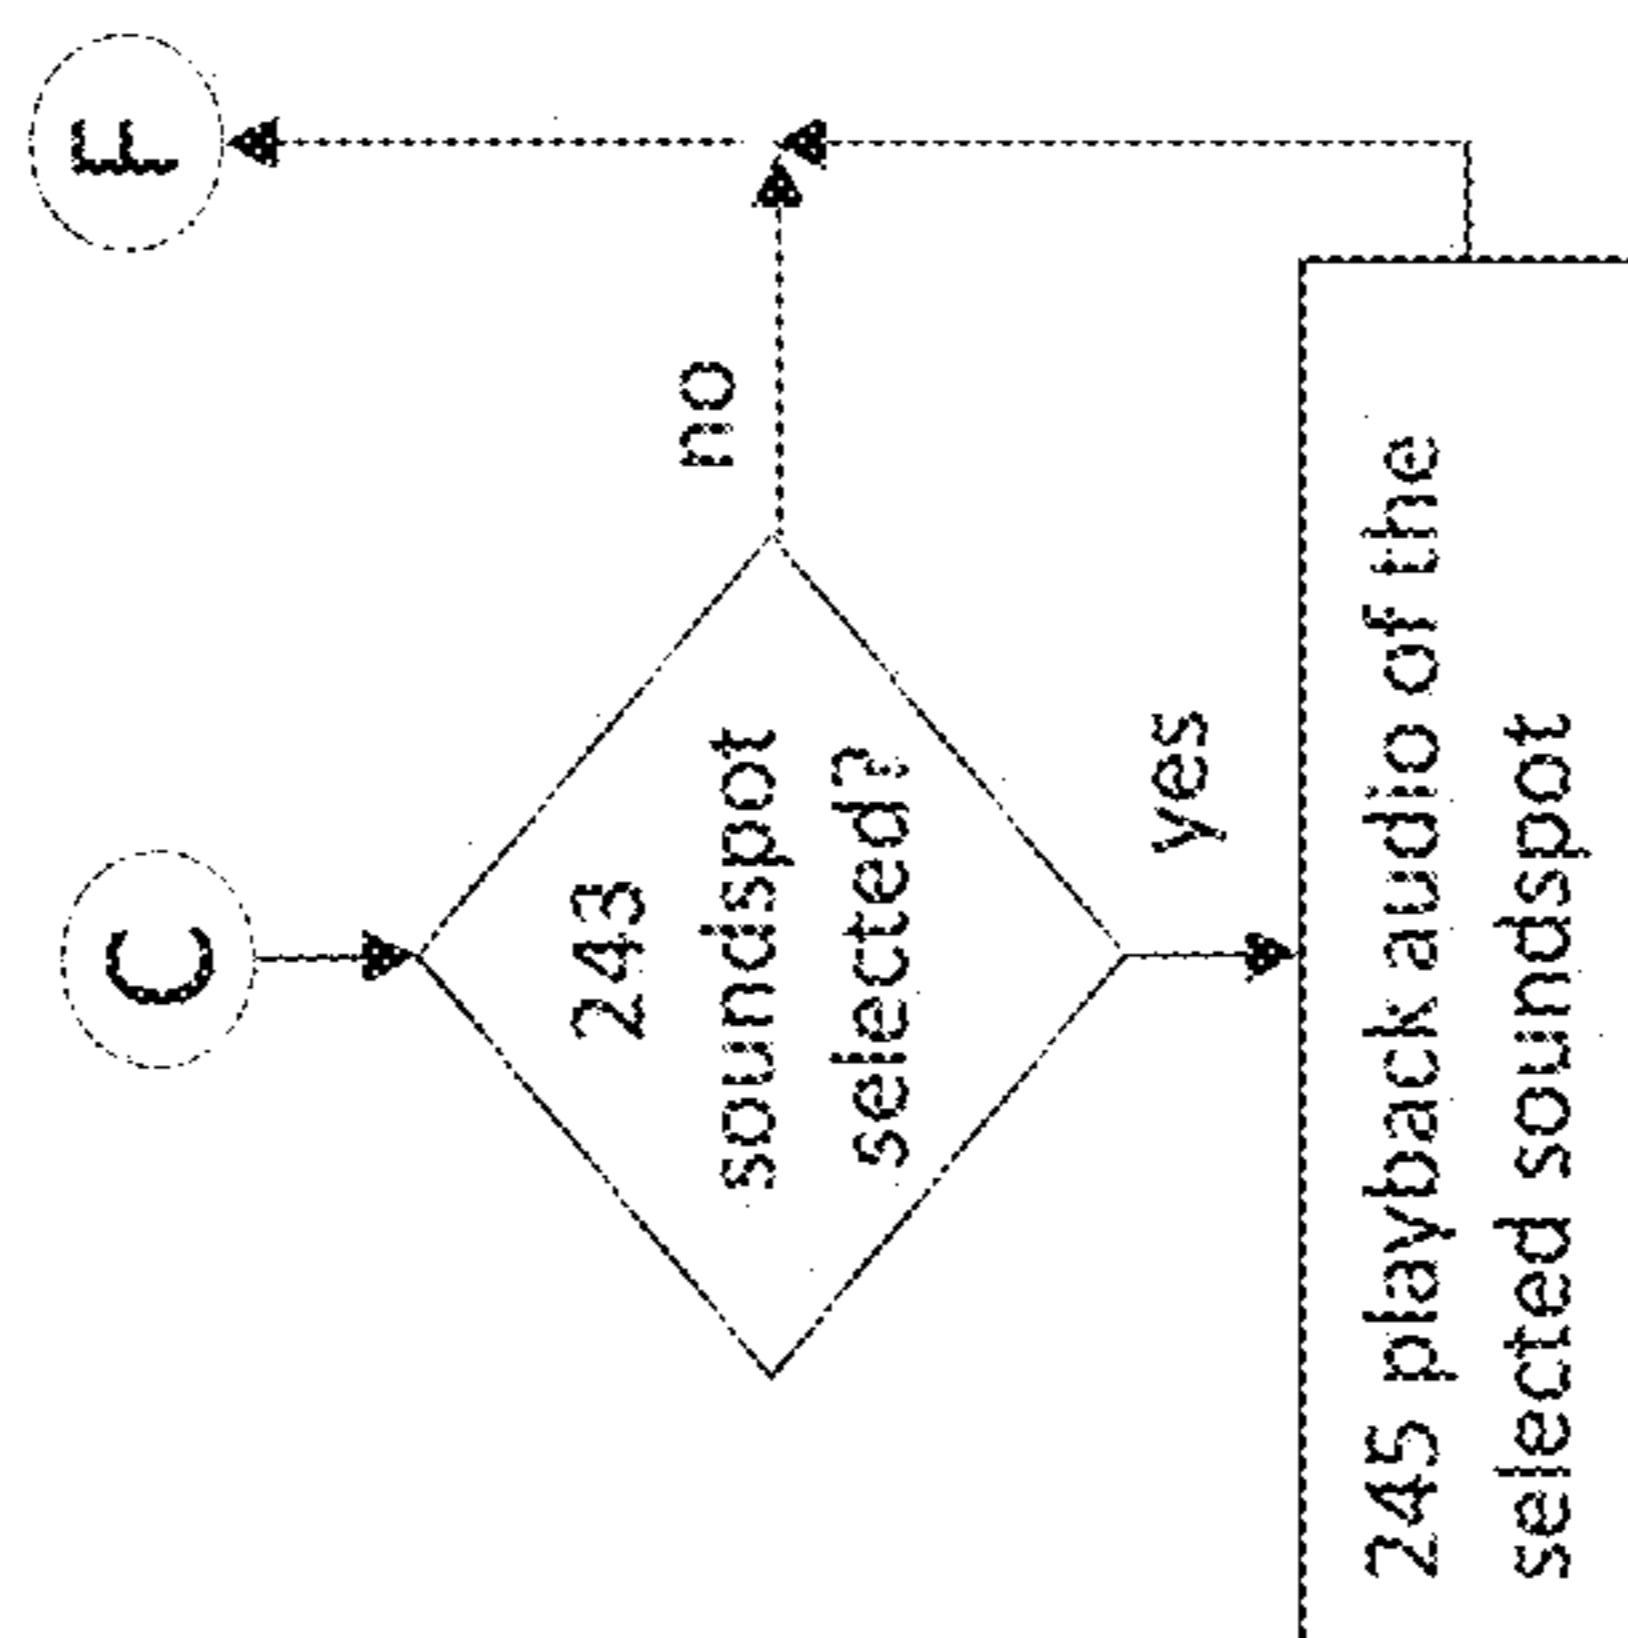 C
F
243
soundspot
selected?
no
yes
245 playback audio of the
selected soundspot